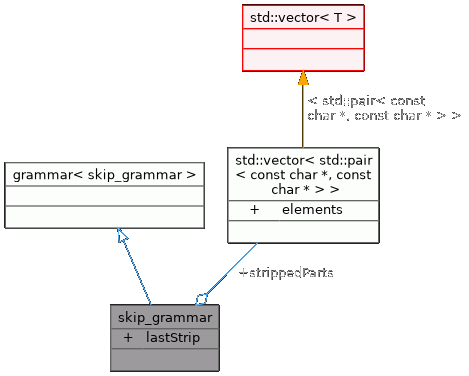 std::vector< T >
< std::pair< const
char *, const char * > >
std::vector< std::pair
< const char *, const
char * > >
+ elements
grammar< skip_grammar >
+strippedParts
skip_grammar
+ lastStrip